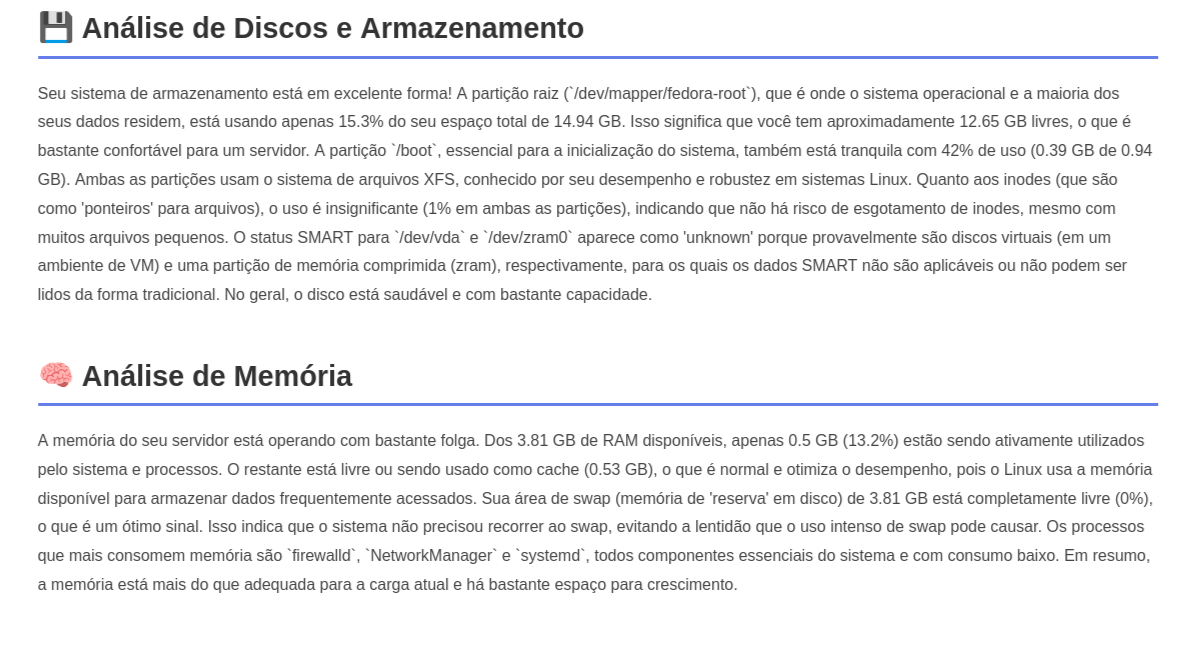 💾 Análise de Discos e Armazenamento
Seu sistema de armazenamento está em excelente forma! A partição raiz (`/dev/mapper/fedora-root`), que é onde o sistema operacional e a maioria dos
seus dados residem, está usando apenas 15.3% do seu espaço total de 14.94 GB. Isso significa que você tem aproximadamente 12.65 GB livres, o que é
bastante confortável para um servidor. A partição `/boot`, essencial para a inicialização do sistema, também está tranquila com 42% de uso (0.39 GB de 0.94
GB). Ambas as partições usam o sistema de arquivos XFS, conhecido por seu desempenho e robustez em sistemas Linux. Quanto aos inodes (que são
como 'ponteiros' para arquivos), o uso é insignificante (1% em ambas as partições), indicando que não há risco de esgotamento de inodes, mesmo com
muitos arquivos pequenos. O status SMART para `/dev/vda` e `/dev/zram0` aparece como 'unknown' porque provavelmente são discos virtuais (em um
ambiente de VM) e uma partição de memória comprimida (zram), respectivamente, para os quais os dados SMART não são aplicáveis ou não podem ser
lidos da forma tradicional. No geral, o disco está saudável e com bastante capacidade.
🧠 Análise de Memória
A memória do seu servidor está operando com bastante folga. Dos 3.81 GB de RAM disponíveis, apenas 0.5 GB (13.2%) estão sendo ativamente utilizados
pelo sistema e processos. O restante está livre ou sendo usado como cache (0.53 GB), o que é normal e otimiza o desempenho, pois o Linux usa a memória
disponível para armazenar dados frequentemente acessados. Sua área de swap (memória de 'reserva' em disco) de 3.81 GB está completamente livre (0%),
o que é um ótimo sinal. Isso indica que o sistema não precisou recorrer ao swap, evitando a lentidão que o uso intenso de swap pode causar. Os processos
que mais consomem memória são `firewalld`, `NetworkManager` e `systemd`, todos componentes essenciais do sistema e com consumo baixo. Em resumo,
a memória está mais do que adequada para a carga atual e há bastante espaço para crescimento.